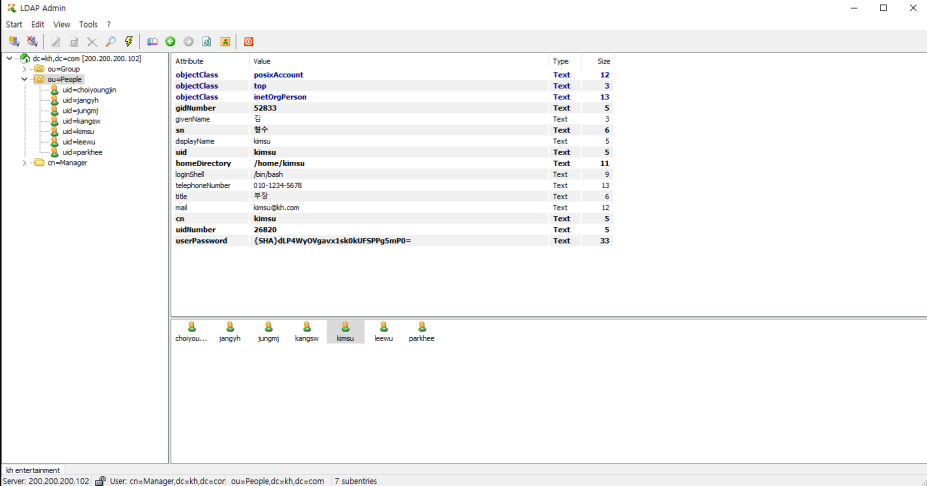 LDAP Admin
Start Edit View Tools ?
dc=kh,dc=com [200.200.200.102]
ou=Group
ou=People
uid=choiyoungjin
uid=jangyh
uid=jungmj
uid=kangsw
uid=kimsu
uid=leewu
uid=parkhee
cn=Manager
Attribute Value Type Size
objectClass posixAccount Text 12
objectClass top Text 3
objectClass inetOrgPerson Text 13
gidNumber 52833 Text 5
givenName 김 Text 3
sn 철수 Text 6
displayName kimsu Text 5
uid kimsu Text 5
homeDirectory /home/kimsu Text 11
loginShell /bin/bash Text 9
telephoneNumber 010-1234-5678 Text 13
title 부장 Text 6
mail kimsu@kh.com Text 12
cn kimsu Text 5
uidNumber 26820 Text 5
userPassword {SHA}dLP4WyOVgavx1sk0kUFSPPg5mP0= Text 33
choiyou... jangyh jungmj kangsw kimsu leewu parkhee
kh entertainment
Server: 200.200.200.102 User: cn=Manager,dc=kh,dc=cor ou=People,dc=kh,dc=com 7 subentries